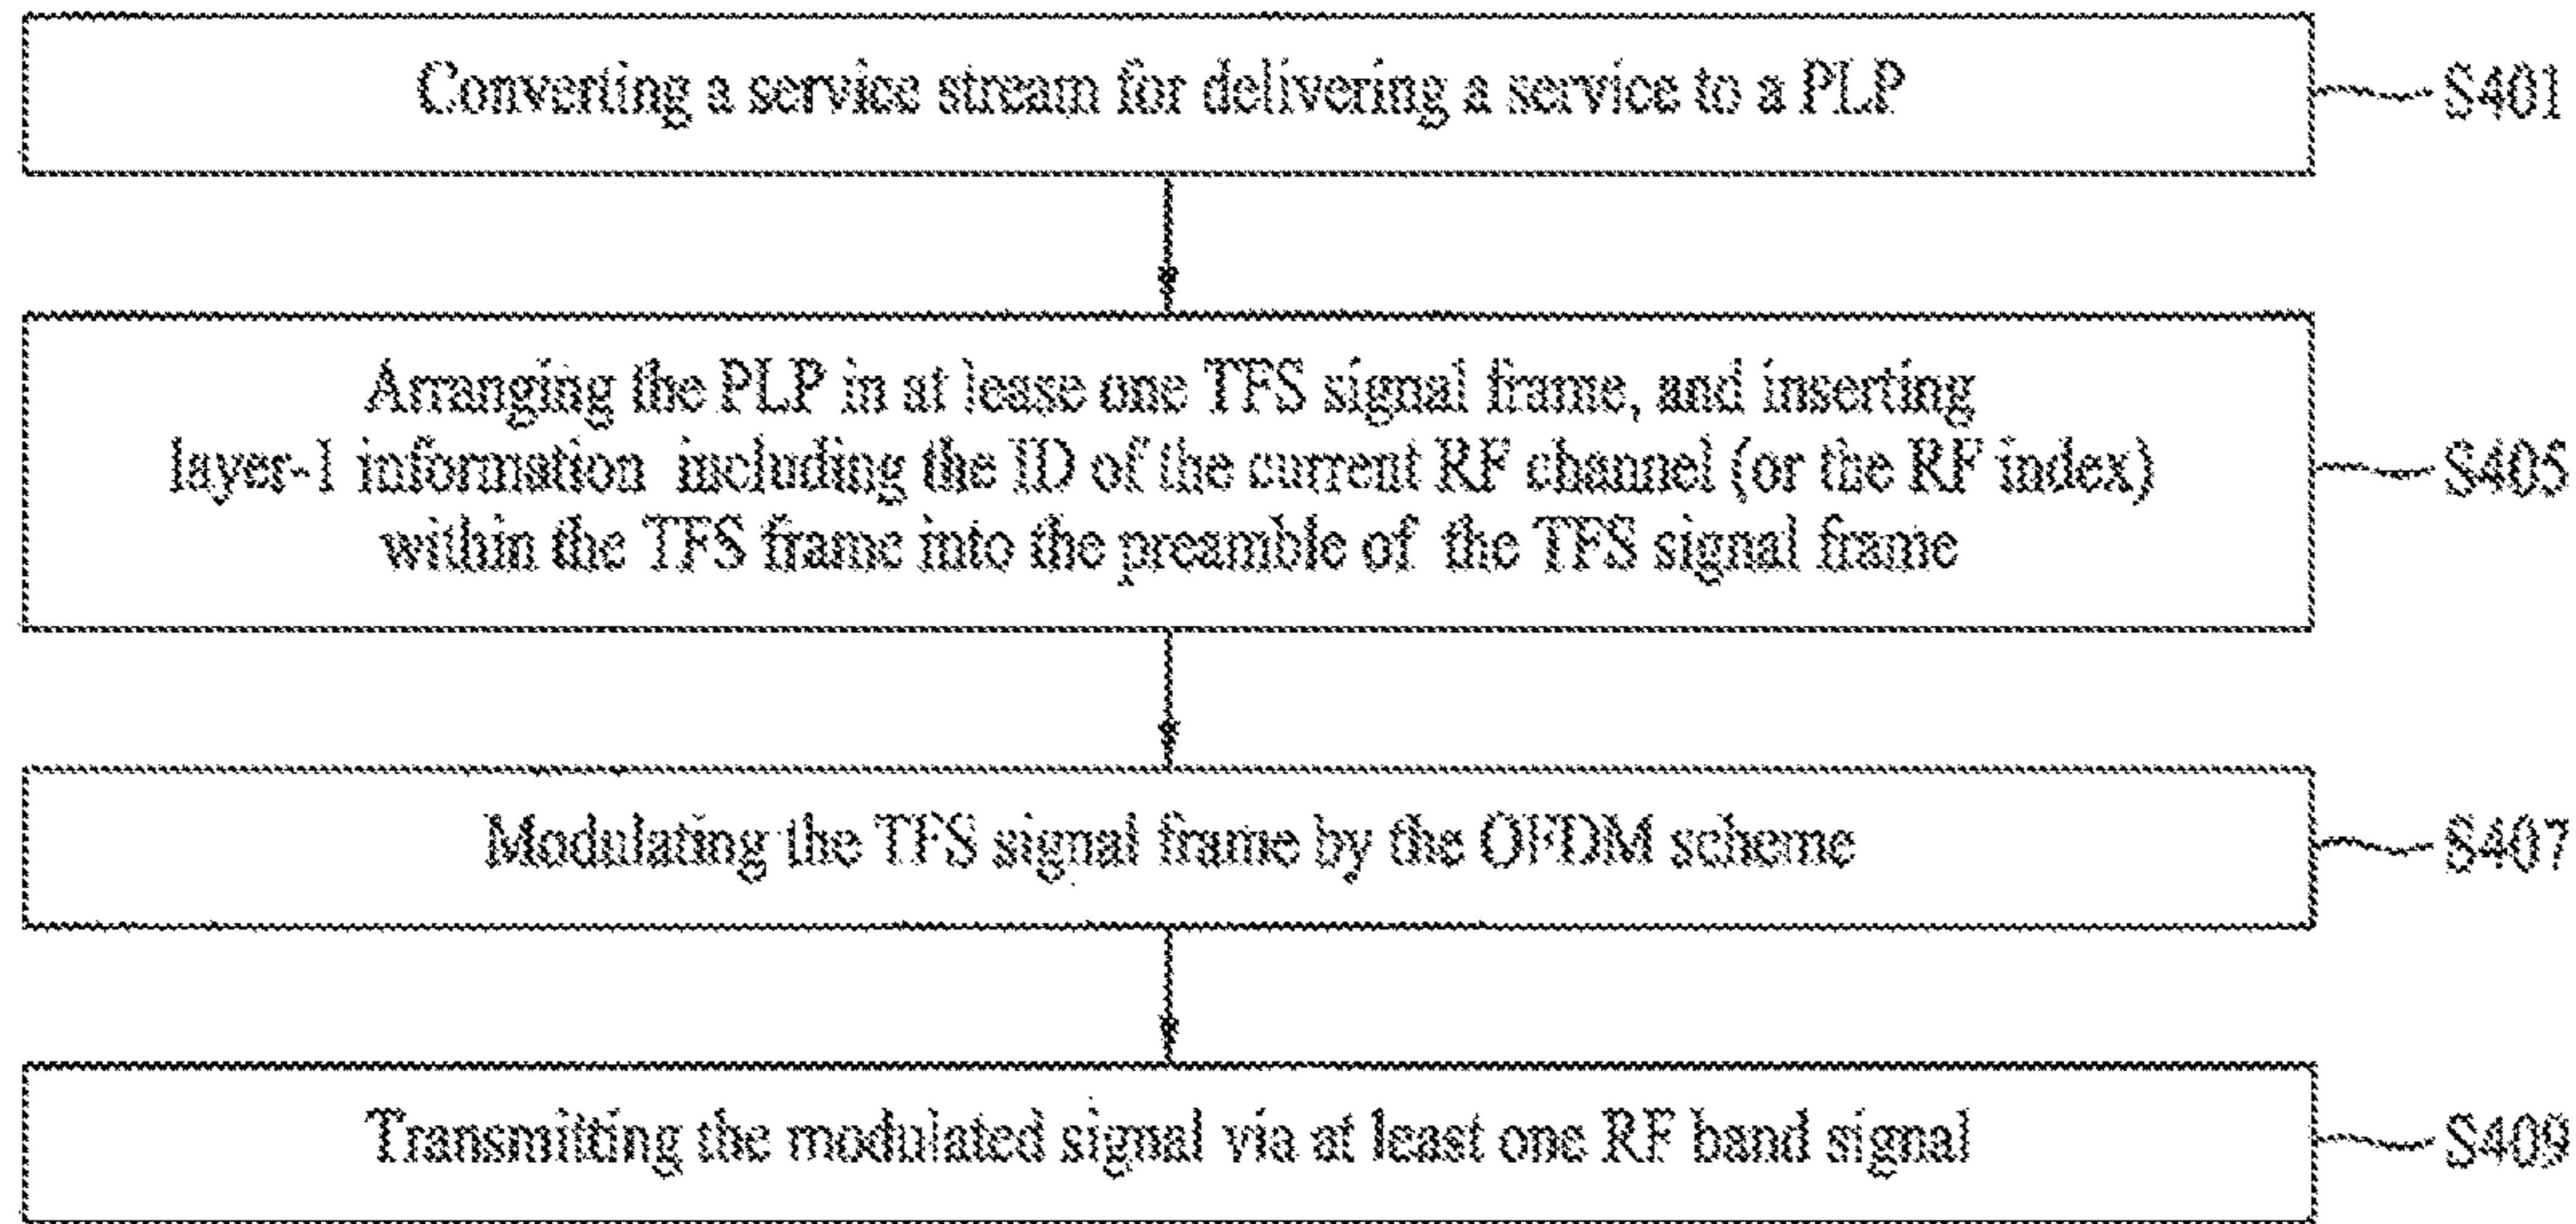 Converting a service stream for delivering a service to a PLP
S401
Arranging the PLP in at lease one TFS signal frame, and inserting
layer-1 information including the ID of the current RF channel (or the RF index)
within the TFS frame into the preamble of the TFS signal frame
S405
Modulating the TFS signal frame by the OFDM scheme
S407
Transmitting the modulated signal via at least one RF band signal
S409